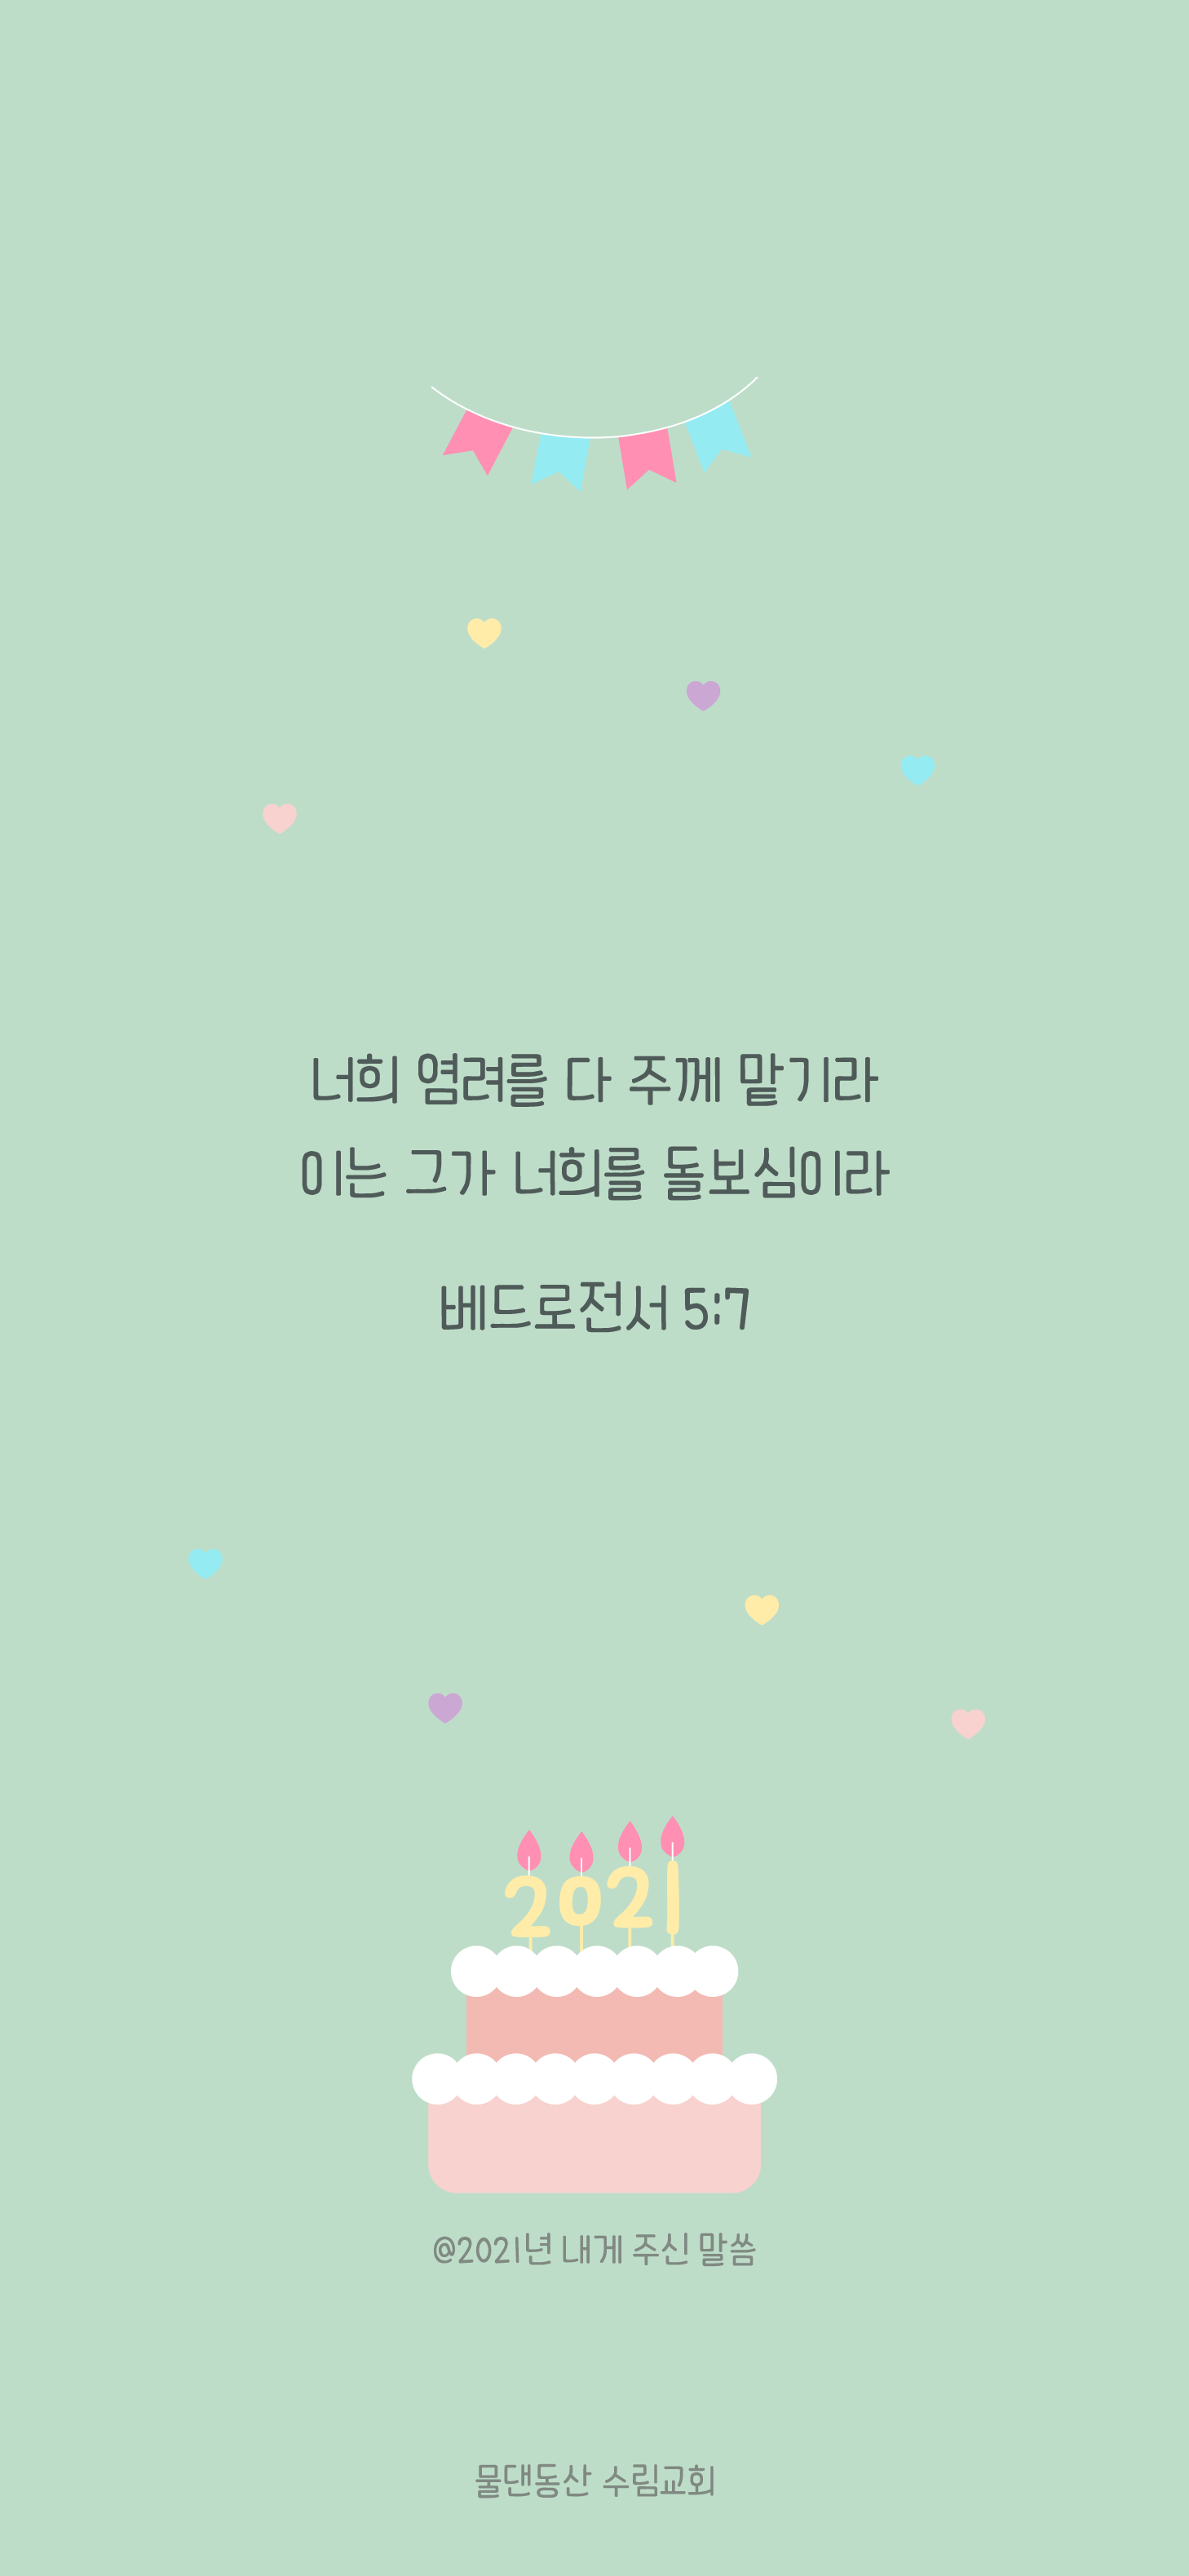 너희 염려를 다 주께 맡기라
이는 그가 너희를 돌보심이라
베드로전서 5:7
2021
@2021년 내게 주신 말씀
물댄동산 수림교회